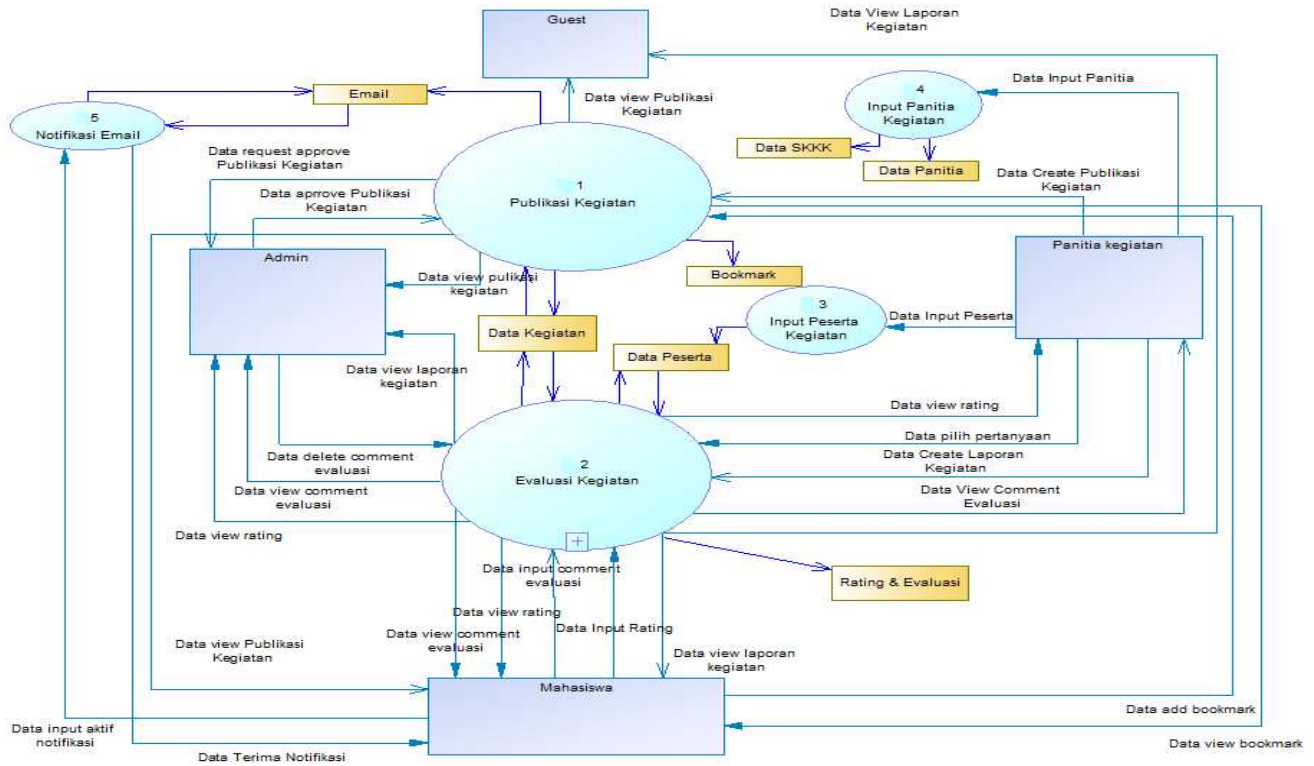 Data View Laporan
Kegiatan
Guest
Data Input Panitia
4
Input Panitia
Kegiatan
Email
5
Notifikasi Email
Data view Publikasi
Kegiatan
Data request approve
Publikasi Kegiatan
Data SKKK
Data Panitia
Data Create Publikasi
Kegiatan
Data aprrove Publikasi
Kegiatan
1
Publikasi Kegiatan
Admin
Panitia kegiatan
Data view pulikasi
kegiatan
Bookmark
3
Input Peserta
Kegiatan
Data Input Peserta
Data Kegiatan
Data Peserta
Data view laporan
kegiatan
Data view rating
Data pilih pertanyaan
Data delete comment
evaluasi
2
Evaluasi Kegiatan
Data Create Laporan
Kegiatan
Data view comment
evaluasi
Data View Comment
Evaluasi
Data view rating
Data input comment
evaluasi
Rating & Evaluasi
Data view rating
Data view comment
evaluasi
Data Input Rating
Data view Publikasi
Kegiatan
Data view laporan
kegiatan
Mahasiswa
Data add bookmark
Data input aktif
notifikasi
Data Terima Notifikasi
Data view bookmark